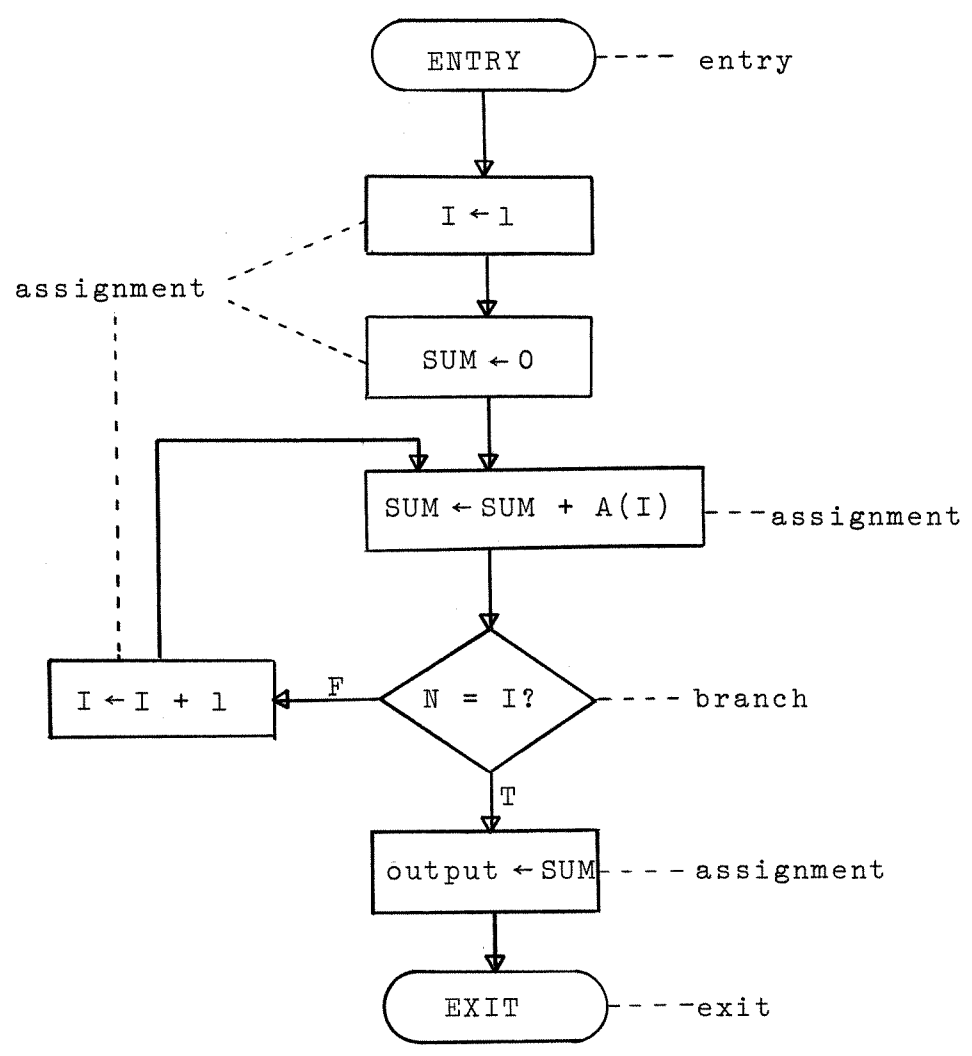 ENTRY
entry
I ← 1
assignment
SUM ← 0
SUM ← SUM + A(I)
assignment
I ← I + 1
F
N = I?
branch
T
output ← SUM
assignment
EXIT
exit